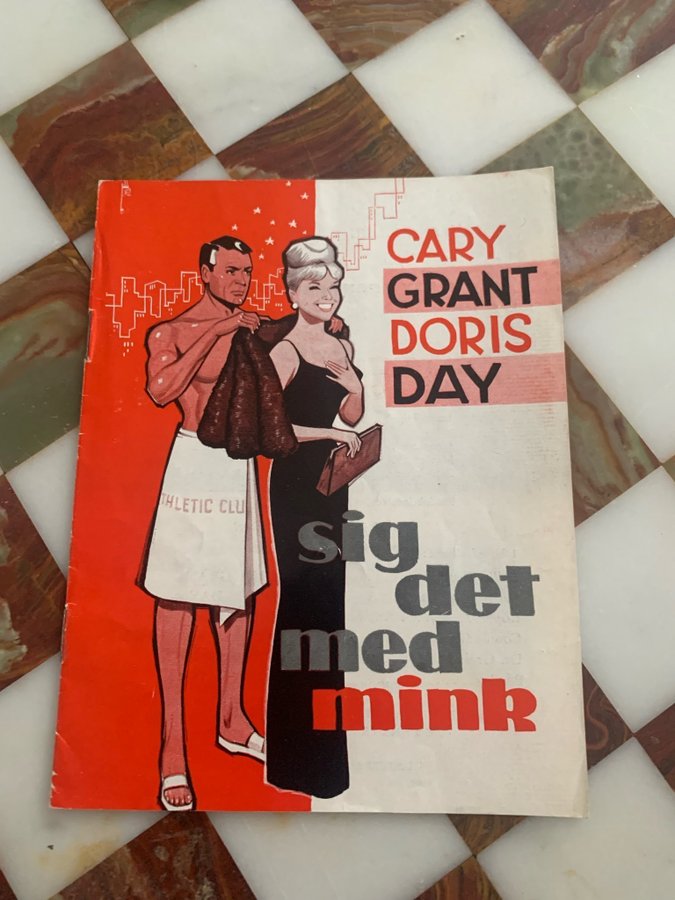 CARY
GRANT
DORIS
DAY
THLETIC CLU
sig
det
med
mink